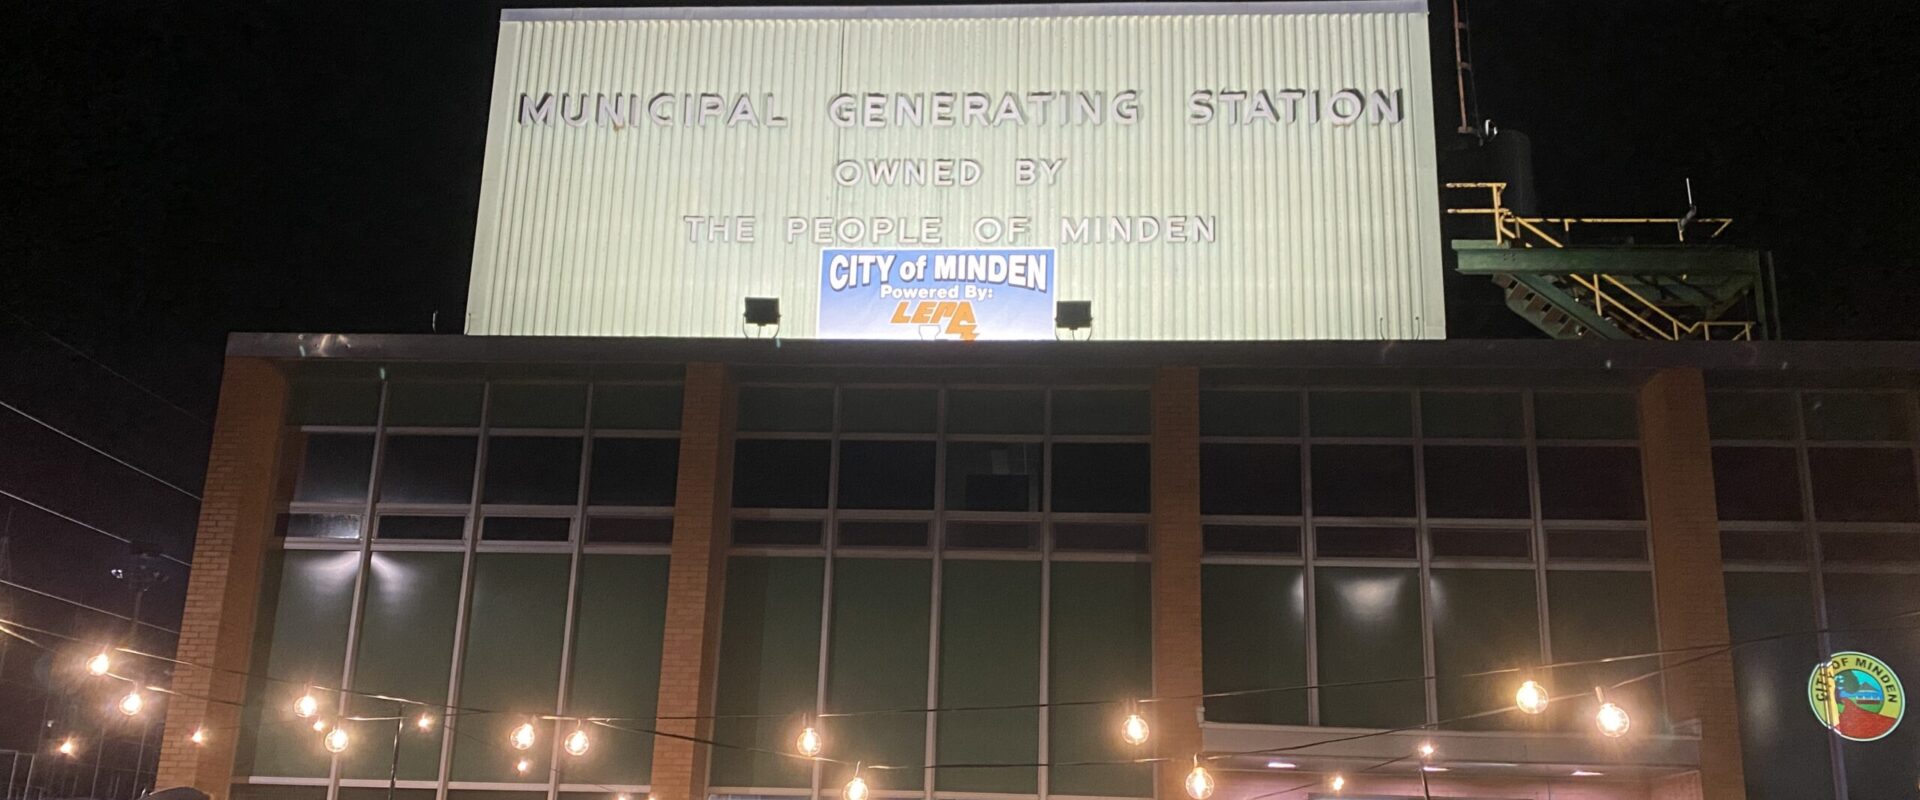 MUNICIPAL GENERATING STATION
OWNED BY
THE PEOPLE OF MINDEN
CITY of MINDEN
Powered By:
LEPA
CITY OF MINDEN